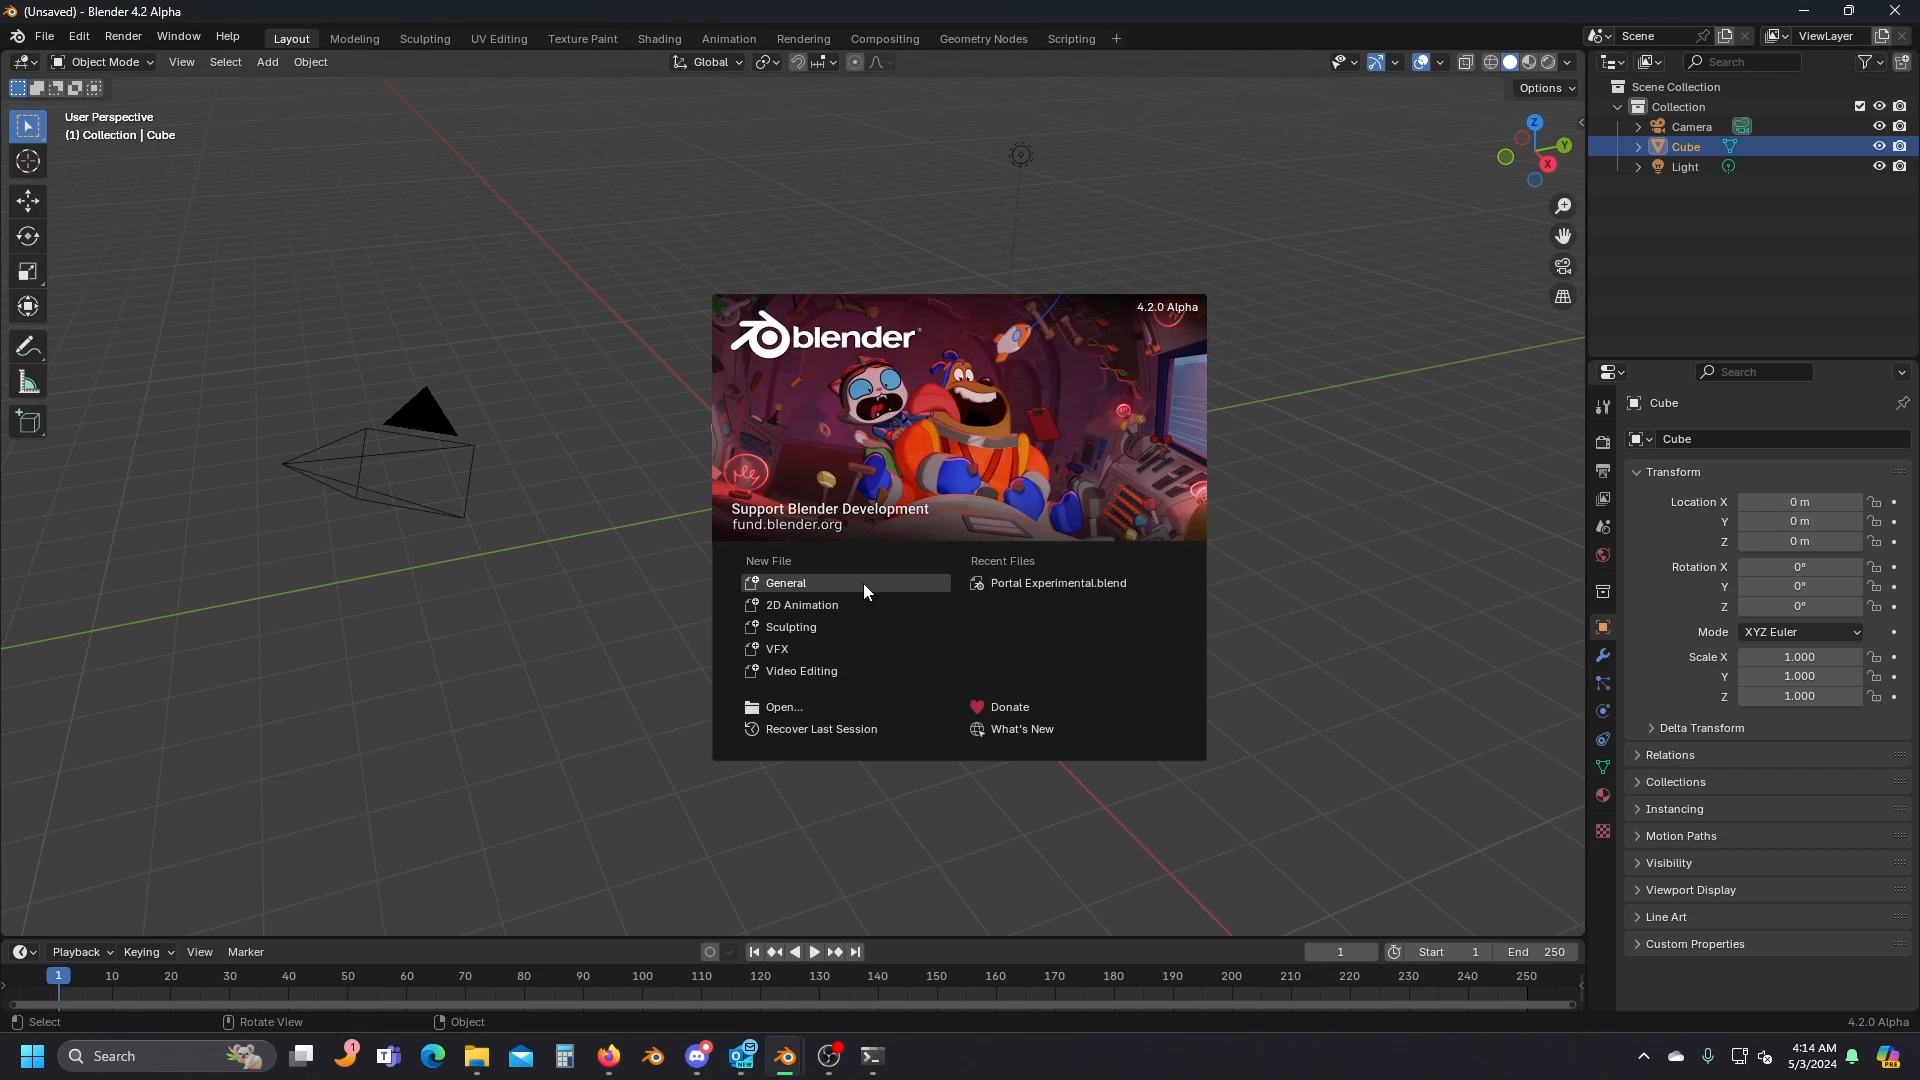 (Unsaved) - Blender 4.2 Alpha
File Edit Render Window Help Layout Modeling Sculpting UV Editing Texture Paint Shading Animation Rendering Compositing Geometry Nodes Scripting + Scene ViewLayer
Object Mode View Select Add Object Global Search
Options
User Perspective
(1) Collection | Cube
Z
Y
X
Scene Collection
Collection
Camera
Cube
Light
4.2.0 Alpha
blender
Support Blender Development
fund.blender.org
New File
General
2D Animation
Sculpting
VFX
Video Editing
Open...
Recover Last Session
Recent Files
Portal Experimental.blend
Donate
What's New
Search
Cube
Cube
Transform
Location X 0 m
Y 0 m
Z 0 m
Rotation X 0°
Y 0°
Z 0°
Mode XYZ Euler
Scale X 1.000
Y 1.000
Z 1.000
Delta Transform
Relations
Collections
Instancing
Motion Paths
Visibility
Viewport Display
Line Art
Custom Properties
Playback Keying View Marker 1 Start 1 End 250
1 10 20 30 40 50 60 70 80 90 100 110 120 130 140 150 160 170 180 190 200 210 220 230 240 250
Select Rotate View Object 4.2.0 Alpha
Search 1 NEW PRE
4:14 AM
5/3/2024